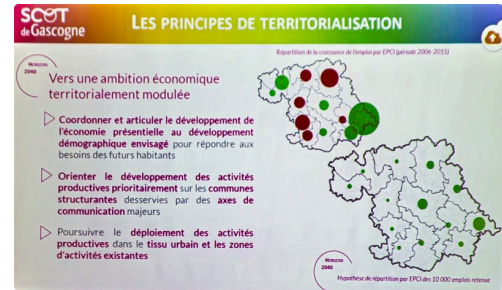 SCOT
de Gascogne
LES PRINCIPES DE TERRITORIALISATION
Répartition de la croissance de l'emploi par EPCI (période 2006-2015)
HORIZON
2040
Vers une ambition économique
territorialement modulée
Coordonner et articuler le développement de
l'économie présentielle au développement
démographique envisagé pour répondre aux
besoins des futurs habitants
Orienter le développement des activités
productives prioritairement sur les communes
structurantes desservies par des axes de
communication majeurs
Poursuivre le déploiement des activités
productives dans le tissu urbain et les zones
d'activités existantes
HORIZON
2040
Hypothèse de répartition par EPCI des 10 000 emplois retenue